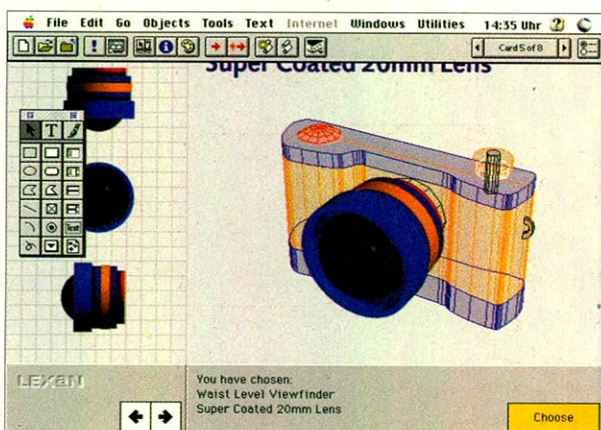 File Edit Go Objects Tools Text Internet Windows Utilities 14:35 Uhr
Card 5 of 8
Super Coated 20mm Lens
T
Text
LEXAN
You have chosen:
Waist Level Viewfinder
Super Coated 20mm Lens
Choose